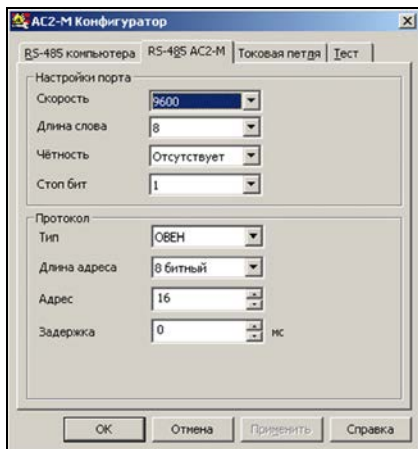 АС2-М Конфигуратор
RS-485 компьютера RS-485 АС2-М Токовая петля Тест
Настройки порта
Скорость 9600
Длина слова 8
Чётность Отсутствует
Стоп бит 1
Протокол
Тип ОВЕН
Длина адреса 8 битный
Адрес 16
Задержка 0 мс
ОК Отмена Применить Справка